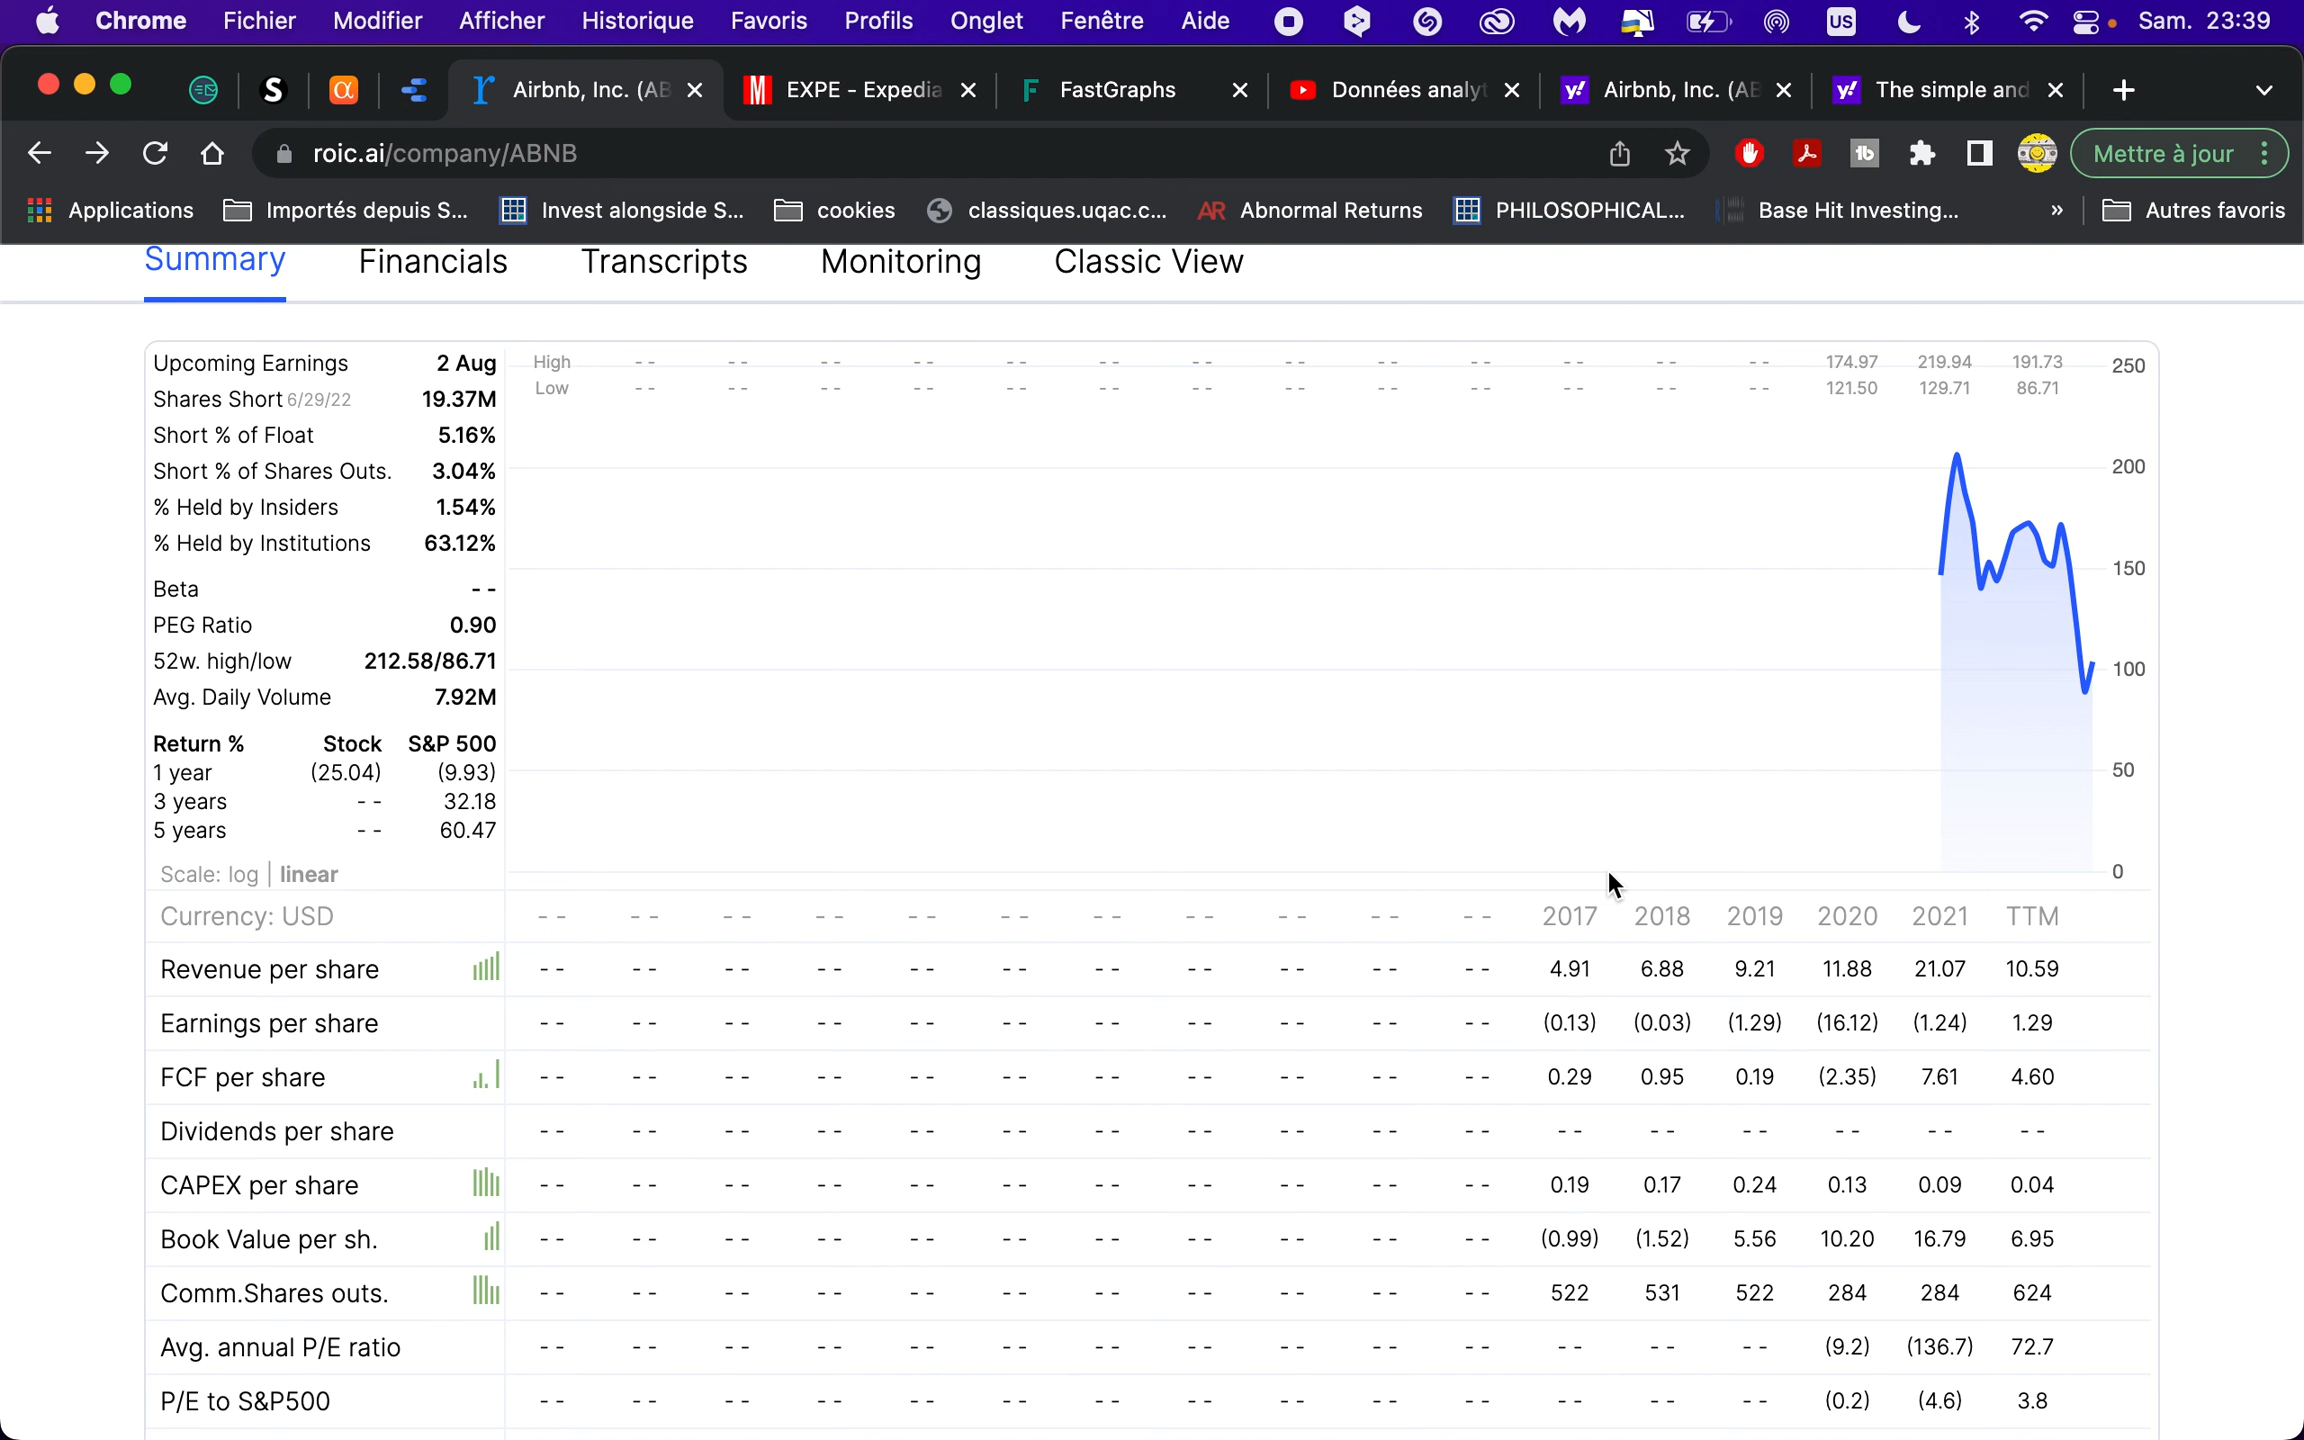 Chrome Fichier Modifier Afficher Historique Favoris Profils Onglet Fenêtre Aide US Sam. 23:39
Airbnb, Inc. (AB EXPE - Expedia FastGraphs Données analyt Airbnb, Inc. (AB The simple and
roic.ai/company/ABNB Mettre à jour
Applications Importés depuis S... Invest alongside S... cookies classiques.uqac.c... AR Abnormal Returns PHILOSOPHICAL... Base Hit Investing... » Autres favoris
Summary Financials Transcripts Monitoring Classic View
Upcoming Earnings 2 Aug High -- -- -- -- -- -- -- -- -- -- -- -- -- 174.97 219.94 191.73 250
Low -- -- -- -- -- -- -- -- -- -- -- -- -- 121.50 129.71 86.71
Shares Short 6/29/22 19.37M
Short % of Float 5.16%
Short % of Shares Outs. 3.04% 200
% Held by Insiders 1.54%
% Held by Institutions 63.12%
Beta -- 150
PEG Ratio 0.90
52w. high/low 212.58/86.71 100
Avg. Daily Volume 7.92M
Return % Stock S&P 500
1 year (25.04) (9.93) 50
3 years -- 32.18
5 years -- 60.47
Scale: log | linear 0
Currency: USD -- -- -- -- -- -- -- -- -- -- -- 2017 2018 2019 2020 2021 TTM
Revenue per share -- -- -- -- -- -- -- -- -- -- -- 4.91 6.88 9.21 11.88 21.07 10.59
Earnings per share -- -- -- -- -- -- -- -- -- -- -- (0.13) (0.03) (1.29) (16.12) (1.24) 1.29
FCF per share -- -- -- -- -- -- -- -- -- -- -- 0.29 0.95 0.19 (2.35) 7.61 4.60
Dividends per share -- -- -- -- -- -- -- -- -- -- -- -- -- -- -- -- --
CAPEX per share -- -- -- -- -- -- -- -- -- -- -- 0.19 0.17 0.24 0.13 0.09 0.04
Book Value per sh. -- -- -- -- -- -- -- -- -- -- -- (0.99) (1.52) 5.56 10.20 16.79 6.95
Comm.Shares outs. -- -- -- -- -- -- -- -- -- -- -- 522 531 522 284 284 624
Avg. annual P/E ratio -- -- -- -- -- -- -- -- -- -- -- -- -- -- (9.2) (136.7) 72.7
P/E to S&P500 -- -- -- -- -- -- -- -- -- -- -- -- -- -- (0.2) (4.6) 3.8